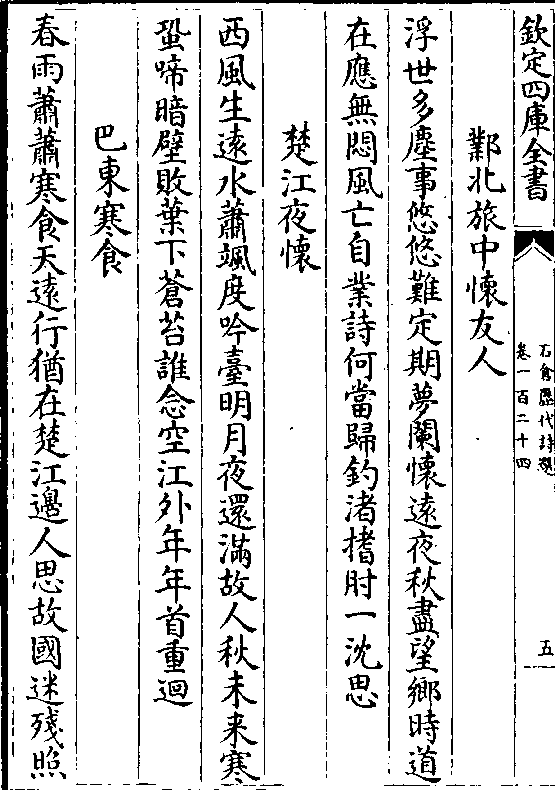 欽定四庫全書
石倉歷代詩選
卷一百二十四
五
鄴北旅中懷友人
浮世多塵事悠悠難定期夢闌懷遠夜秋盡望鄉時道
在應無悶風亡自業詩何當歸釣渚搘肘一沈思
楚江夜懷
西風生遠水蕭颯度吟臺明月夜還滿故人秋未来寒
蛩啼暗壁敗葉下蒼苔誰念空江外年年首重迴
巴東寒食
春雨蕭蕭寒食天遠行猶在楚江邊人思故國迷殘照